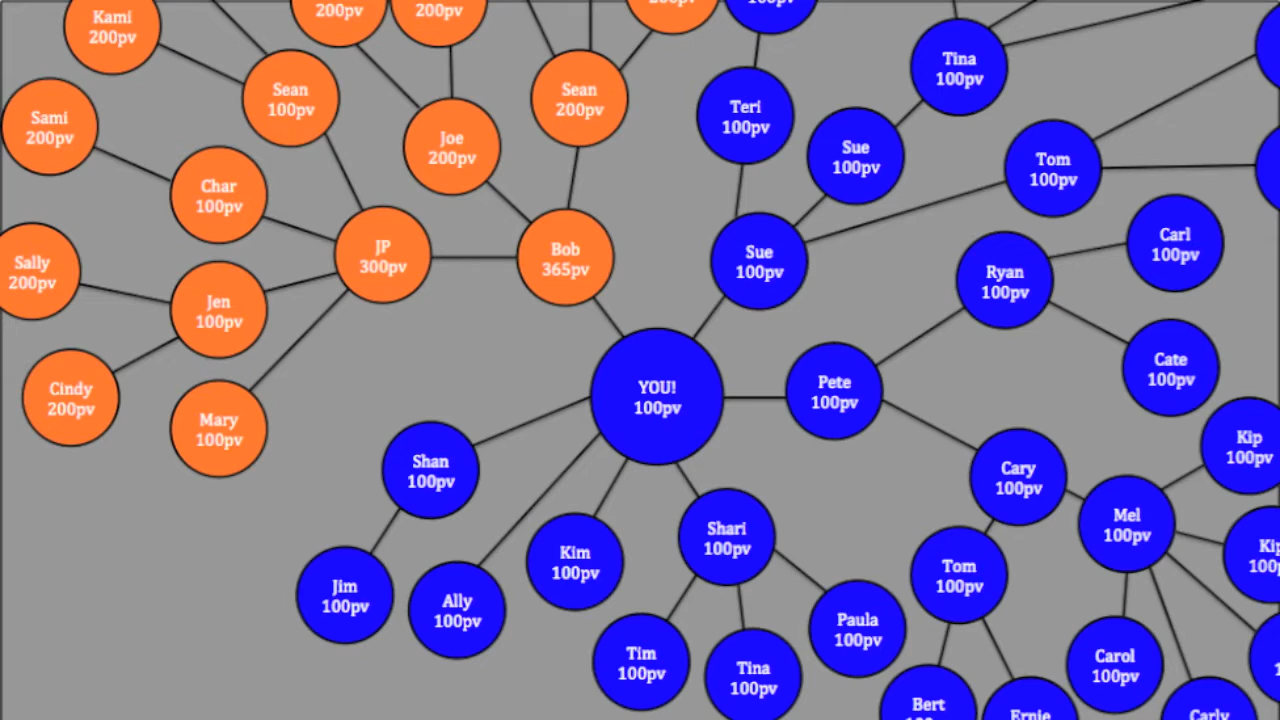 Kami
200pv
200pv
200pv
Sean
100pv
Sami
200pv
Char
100pv
Sally
200pv
Jen
100pv
Cindy
200pv
Mary
100pv
JP
300pv
Joe
200pv
Sean
200pv
Bob
365pv
Teri
100pv
Sue
100pv
Tina
100pv
Sue
100pv
Tom
100pv
Ryan
100pv
Carl
100pv
Cate
100pv
YOU!
100pv
Pete
100pv
Shan
100pv
Jim
100pv
Ally
100pv
Kim
100pv
Shari
100pv
Tim
100pv
Tina
100pv
Paula
100pv
Cary
100pv
Mel
100pv
Kip
100pv
Tom
100pv
Carol
100pv
Bert
Ernie
Carly